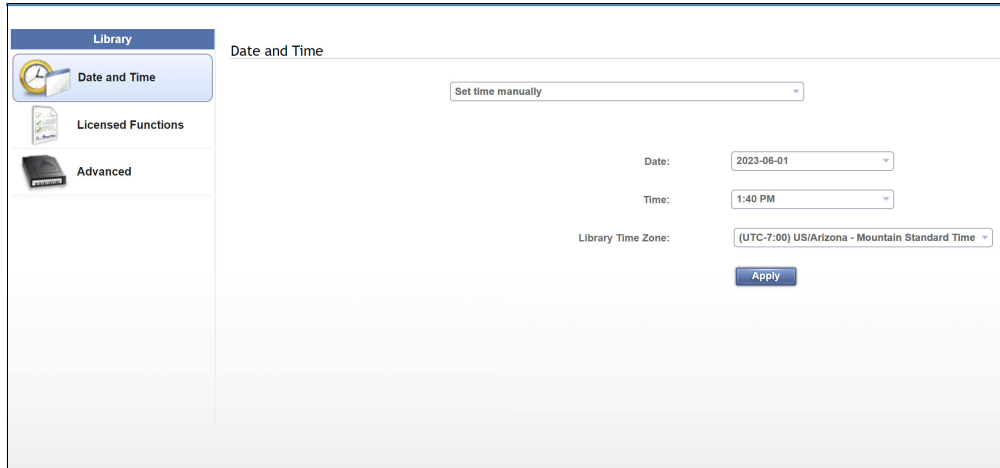 Library
Date and Time
Licensed Functions
Advanced
Date and Time
Set time manually
Date: 2023-06-01
Time: 1:40 PM
Library Time Zone: (UTC-7:00) US/Arizona - Mountain Standard Time
Apply